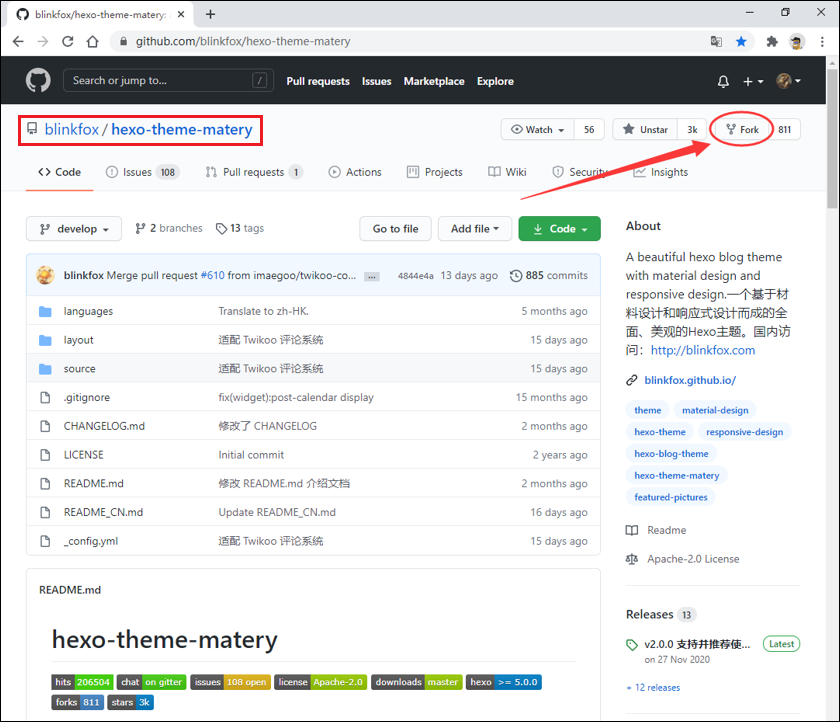 blinkfox/hexo-theme-matery:
github.com/blinkfox/hexo-theme-matery
Search or jump to...
/
Pull requests
Issues
Marketplace
Explore
blinkfox / hexo-theme-matery
Watch
56
Unstar
3k
Fork
811
Code
Issues 108
Pull requests 1
Actions
Projects
Wiki
Security
Insights
develop
2 branches
13 tags
Go to file
Add file
Code
blinkfox Merge pull request #610 from imaegoo/twikoo-co... ... 4844e4a 13 days ago 885 commits
languages Translate to zh-HK. 5 months ago
layout 适配 Twikoo 评论系统 15 days ago
source 适配 Twikoo 评论系统 15 days ago
.gitignore fix(widget):post-calendar display 15 months ago
CHANGELOG.md 修改了 CHANGELOG 2 months ago
LICENSE Initial commit 2 years ago
README.md 修改 README.md 介绍文档 2 months ago
README_CN.md Update README_CN.md 16 days ago
_config.yml 适配 Twikoo 评论系统 15 days ago
README.md
hexo-theme-matery
hits 206504 chat on gitter issues 108 open license Apache-2.0 downloads master hexo >= 5.0.0
forks 811 stars 3k
About
A beautiful hexo blog theme
with material design and
responsive design.一个基于材
料设计和响应式设计而成的全
面、美观的Hexo主题。国内访
问：http://blinkfox.com
blinkfox.github.io/
theme material-design
hexo-theme responsive-design
hexo-blog-theme
hexo-theme-matery
featured-pictures
Readme
Apache-2.0 License
Releases 13
v2.0.0 支持并推荐使... Latest
on 27 Nov 2020
+ 12 releases